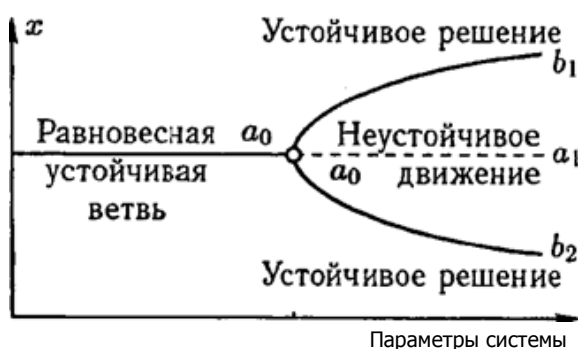 x
Устойчивое решение
b₁
Равновесная
a₀
Неустойчивое
a₁
устойчивая
a₀
движение
ветвь
b₂
Устойчивое решение
Параметры системы